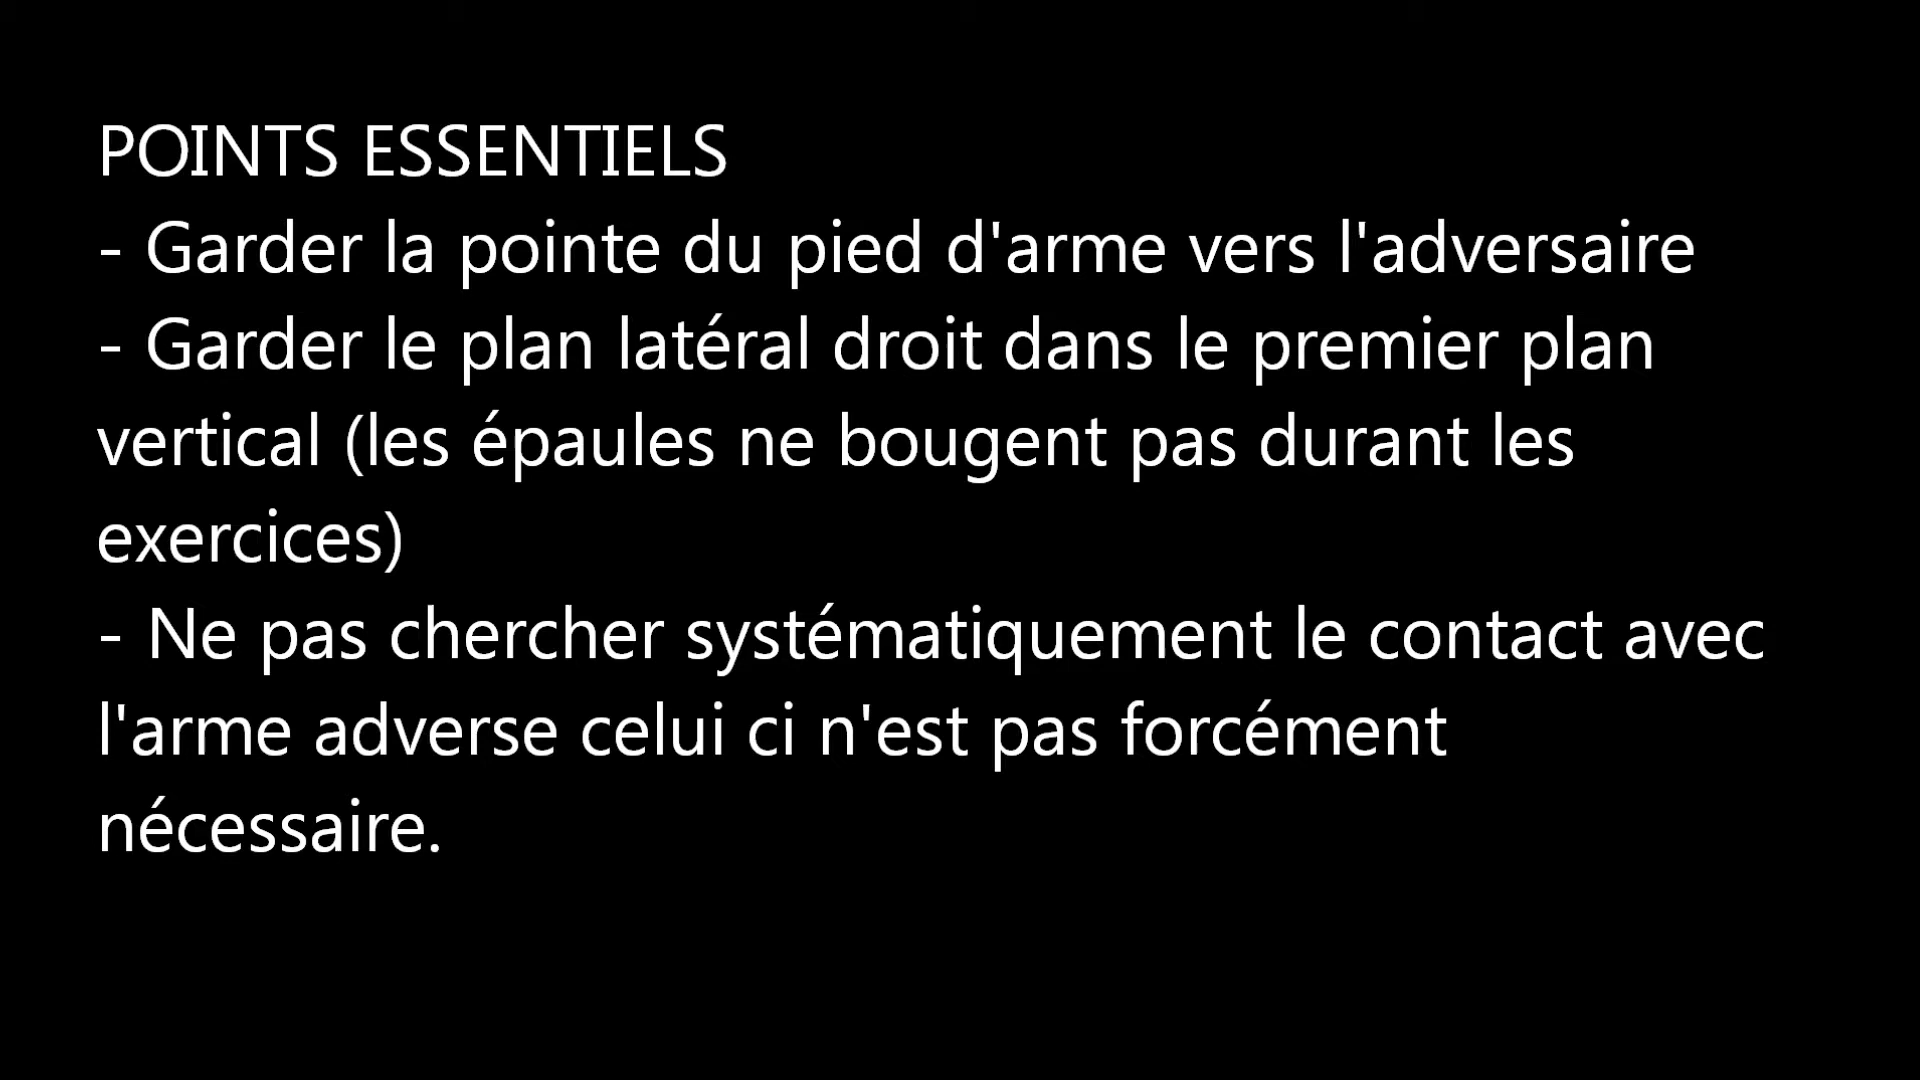 POINTS ESSENTIELS
- Garder la pointe du pied d'arme vers l'adversaire
- Garder le plan latéral droit dans le premier plan
vertical (les épaules ne bougent pas durant les
exercices)
- Ne pas chercher systématiquement le contact avec
l'arme adverse celui ci n'est pas forcément
nécessaire.